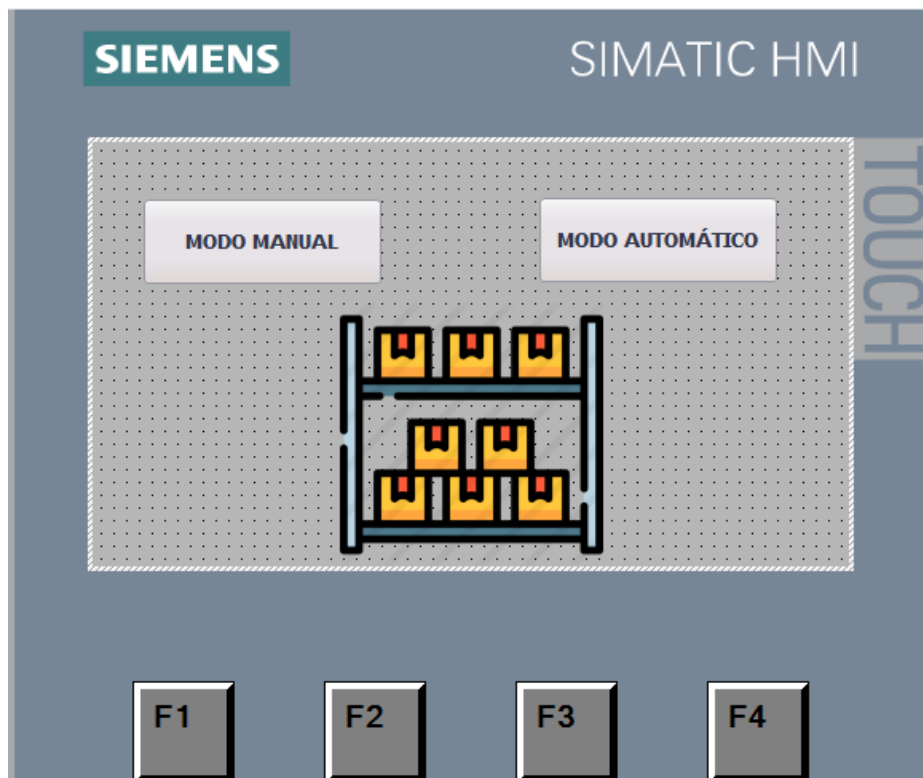 SIEMENS
SIMATIC HMI
TOUCH
MODO MANUAL
MODO AUTOMÁTICO
F1
F2
F3
F4